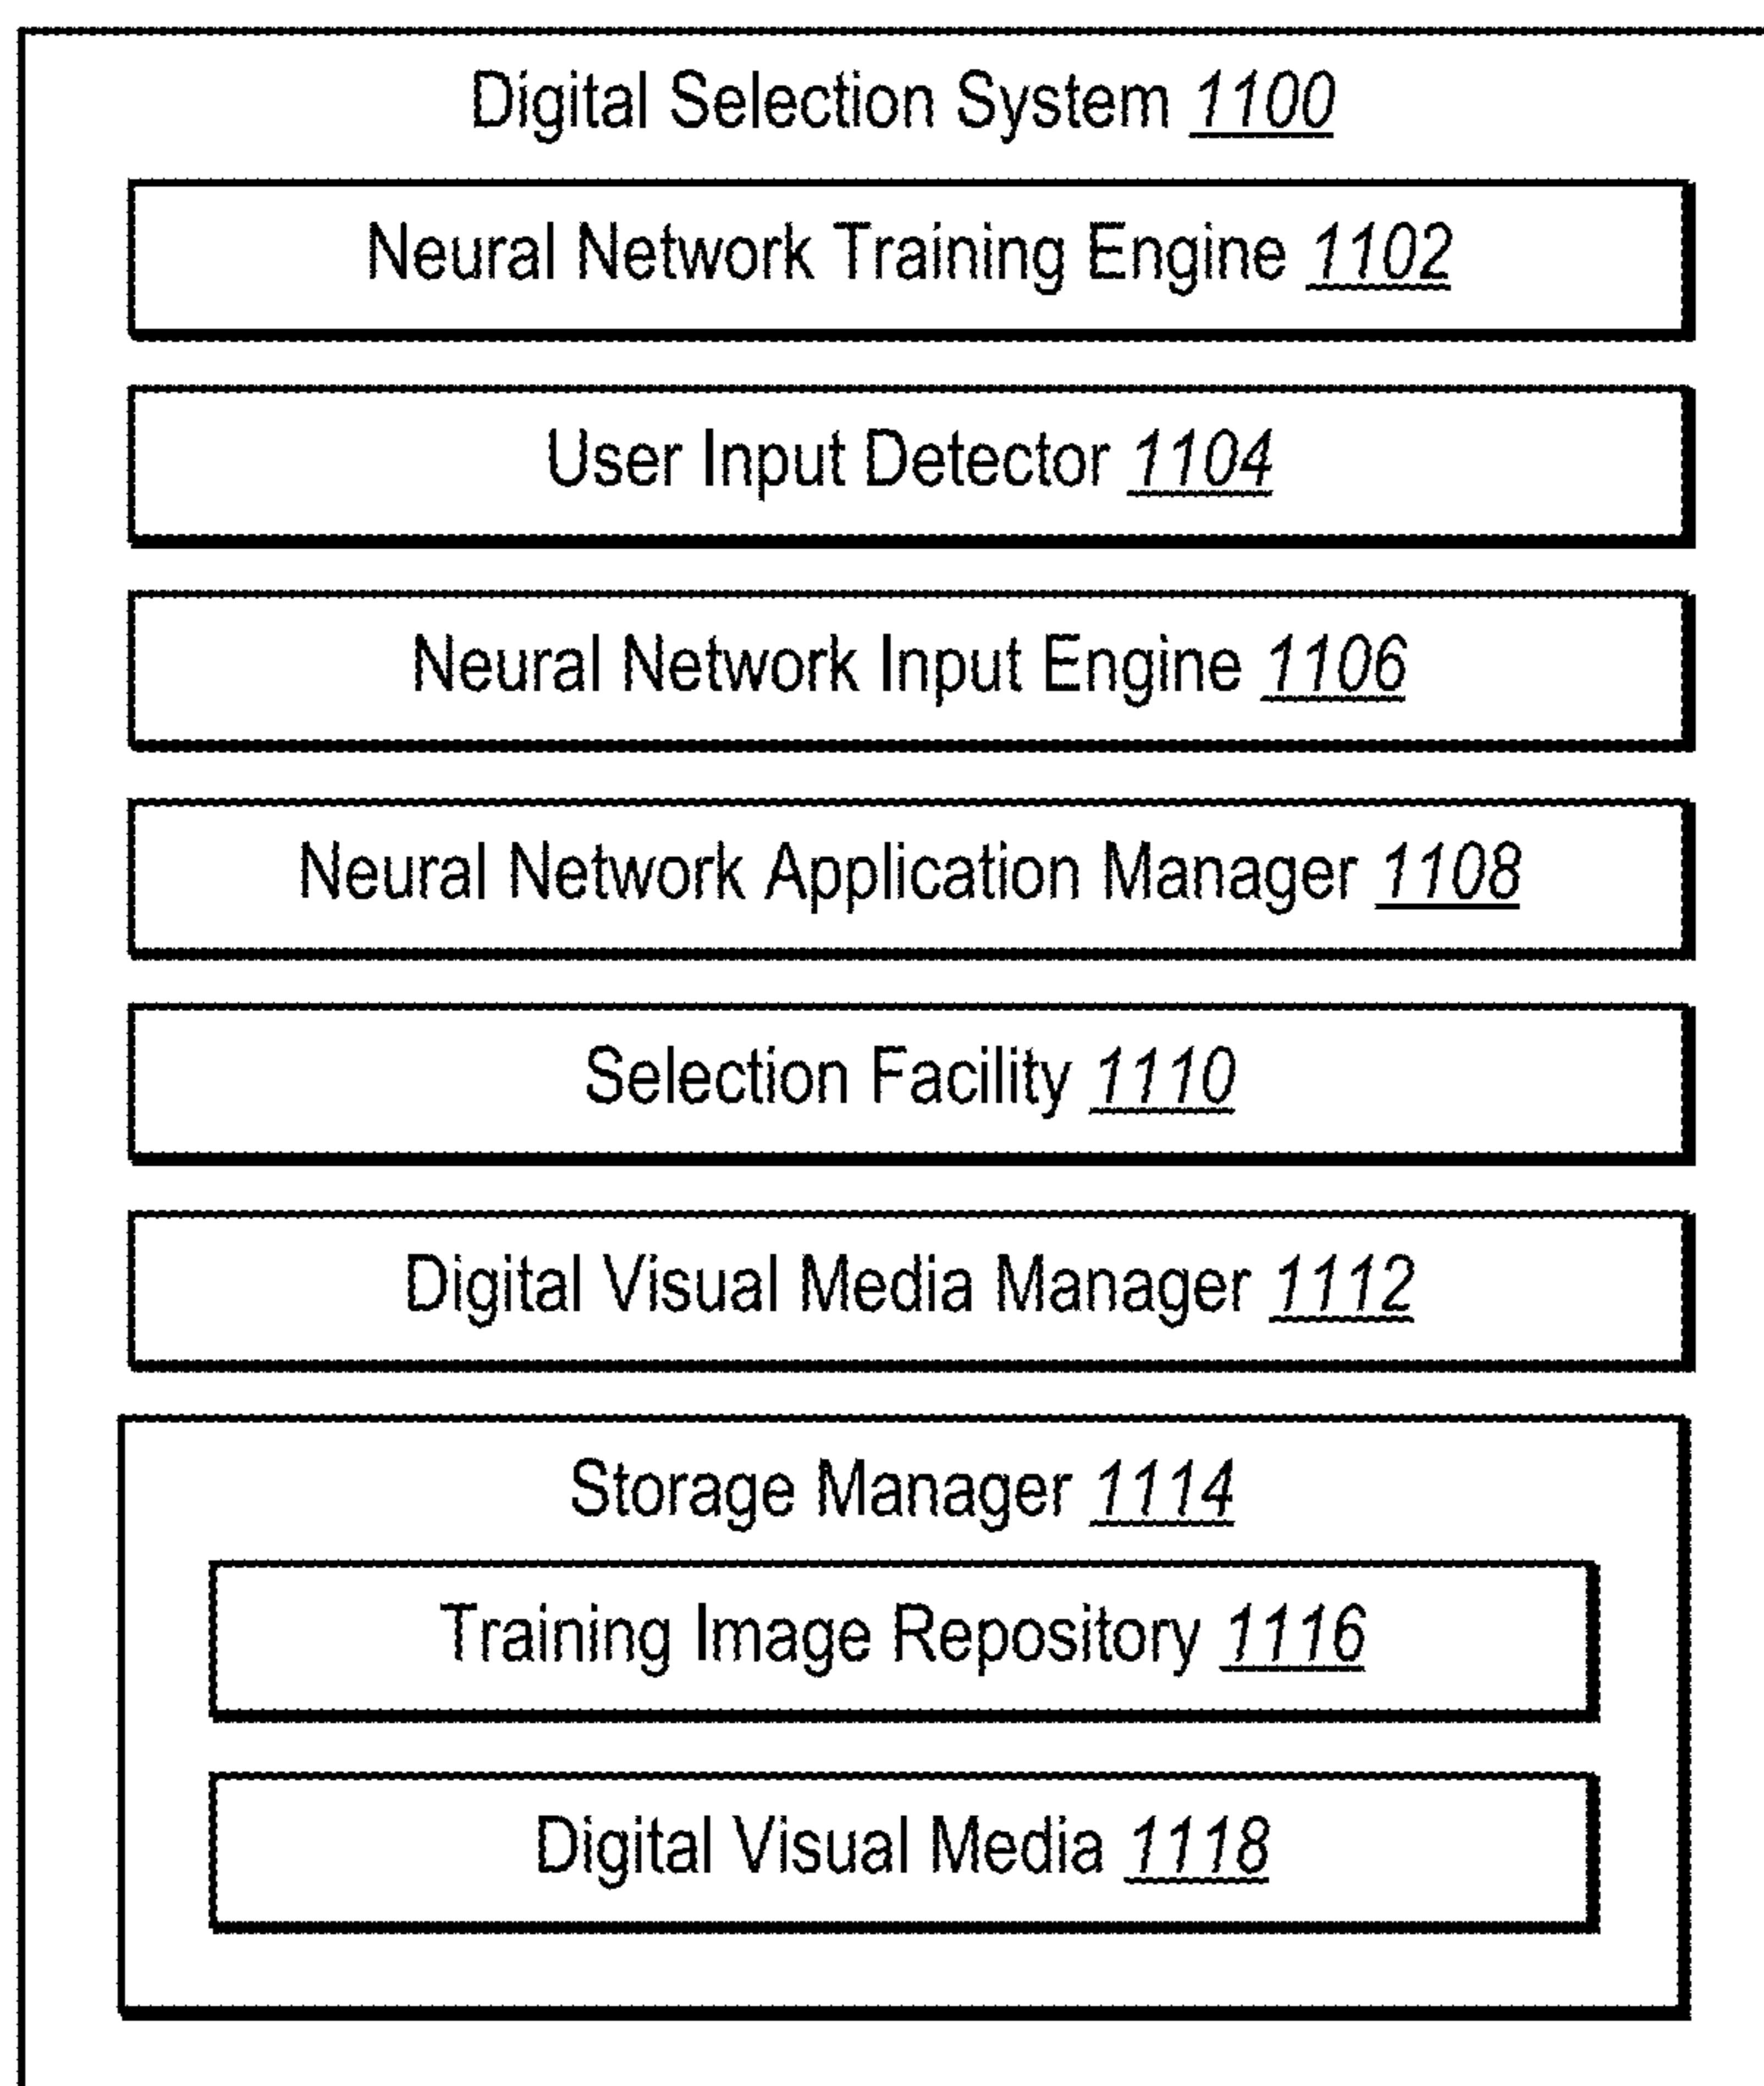 Digital Selection System 1100
Neural Network Training Engine 1102
User Input Detector 1104
Neural Network Input Engine 1106
Neural Network Application Manager 1108
Selection Facility 1110
Digital Visual Media Manager 1112
Storage Manager 1114
Training Image Repository 1116
Digital Visual Media 1118